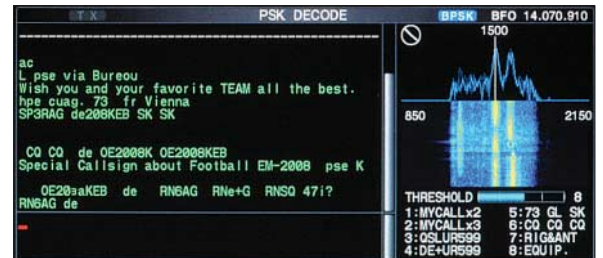 TX PSK DECODE BPSK BFO 14.070.910
1500
ac
L pse via Bureou
Wish you and your favorite TEAM all the best.
hpe cuag. 73 fr Vienna
SP3RAG de208KEB SK SK
850 2150
CQ CQ de OE2008K OE2008KEB
Special Callsign about Football EM-2008 pse K
OE20aaKEB de RN6AG RNe+G RNSQ 47i?
RN6AG de
THRESHOLD 8
1:MYCALLx2 5:73 GL SK
2:MYCALLx3 6:CQ CQ CQ
3:QSLUR599 7:RIG&ANT
4:DE+UR599 8:EQUIP.